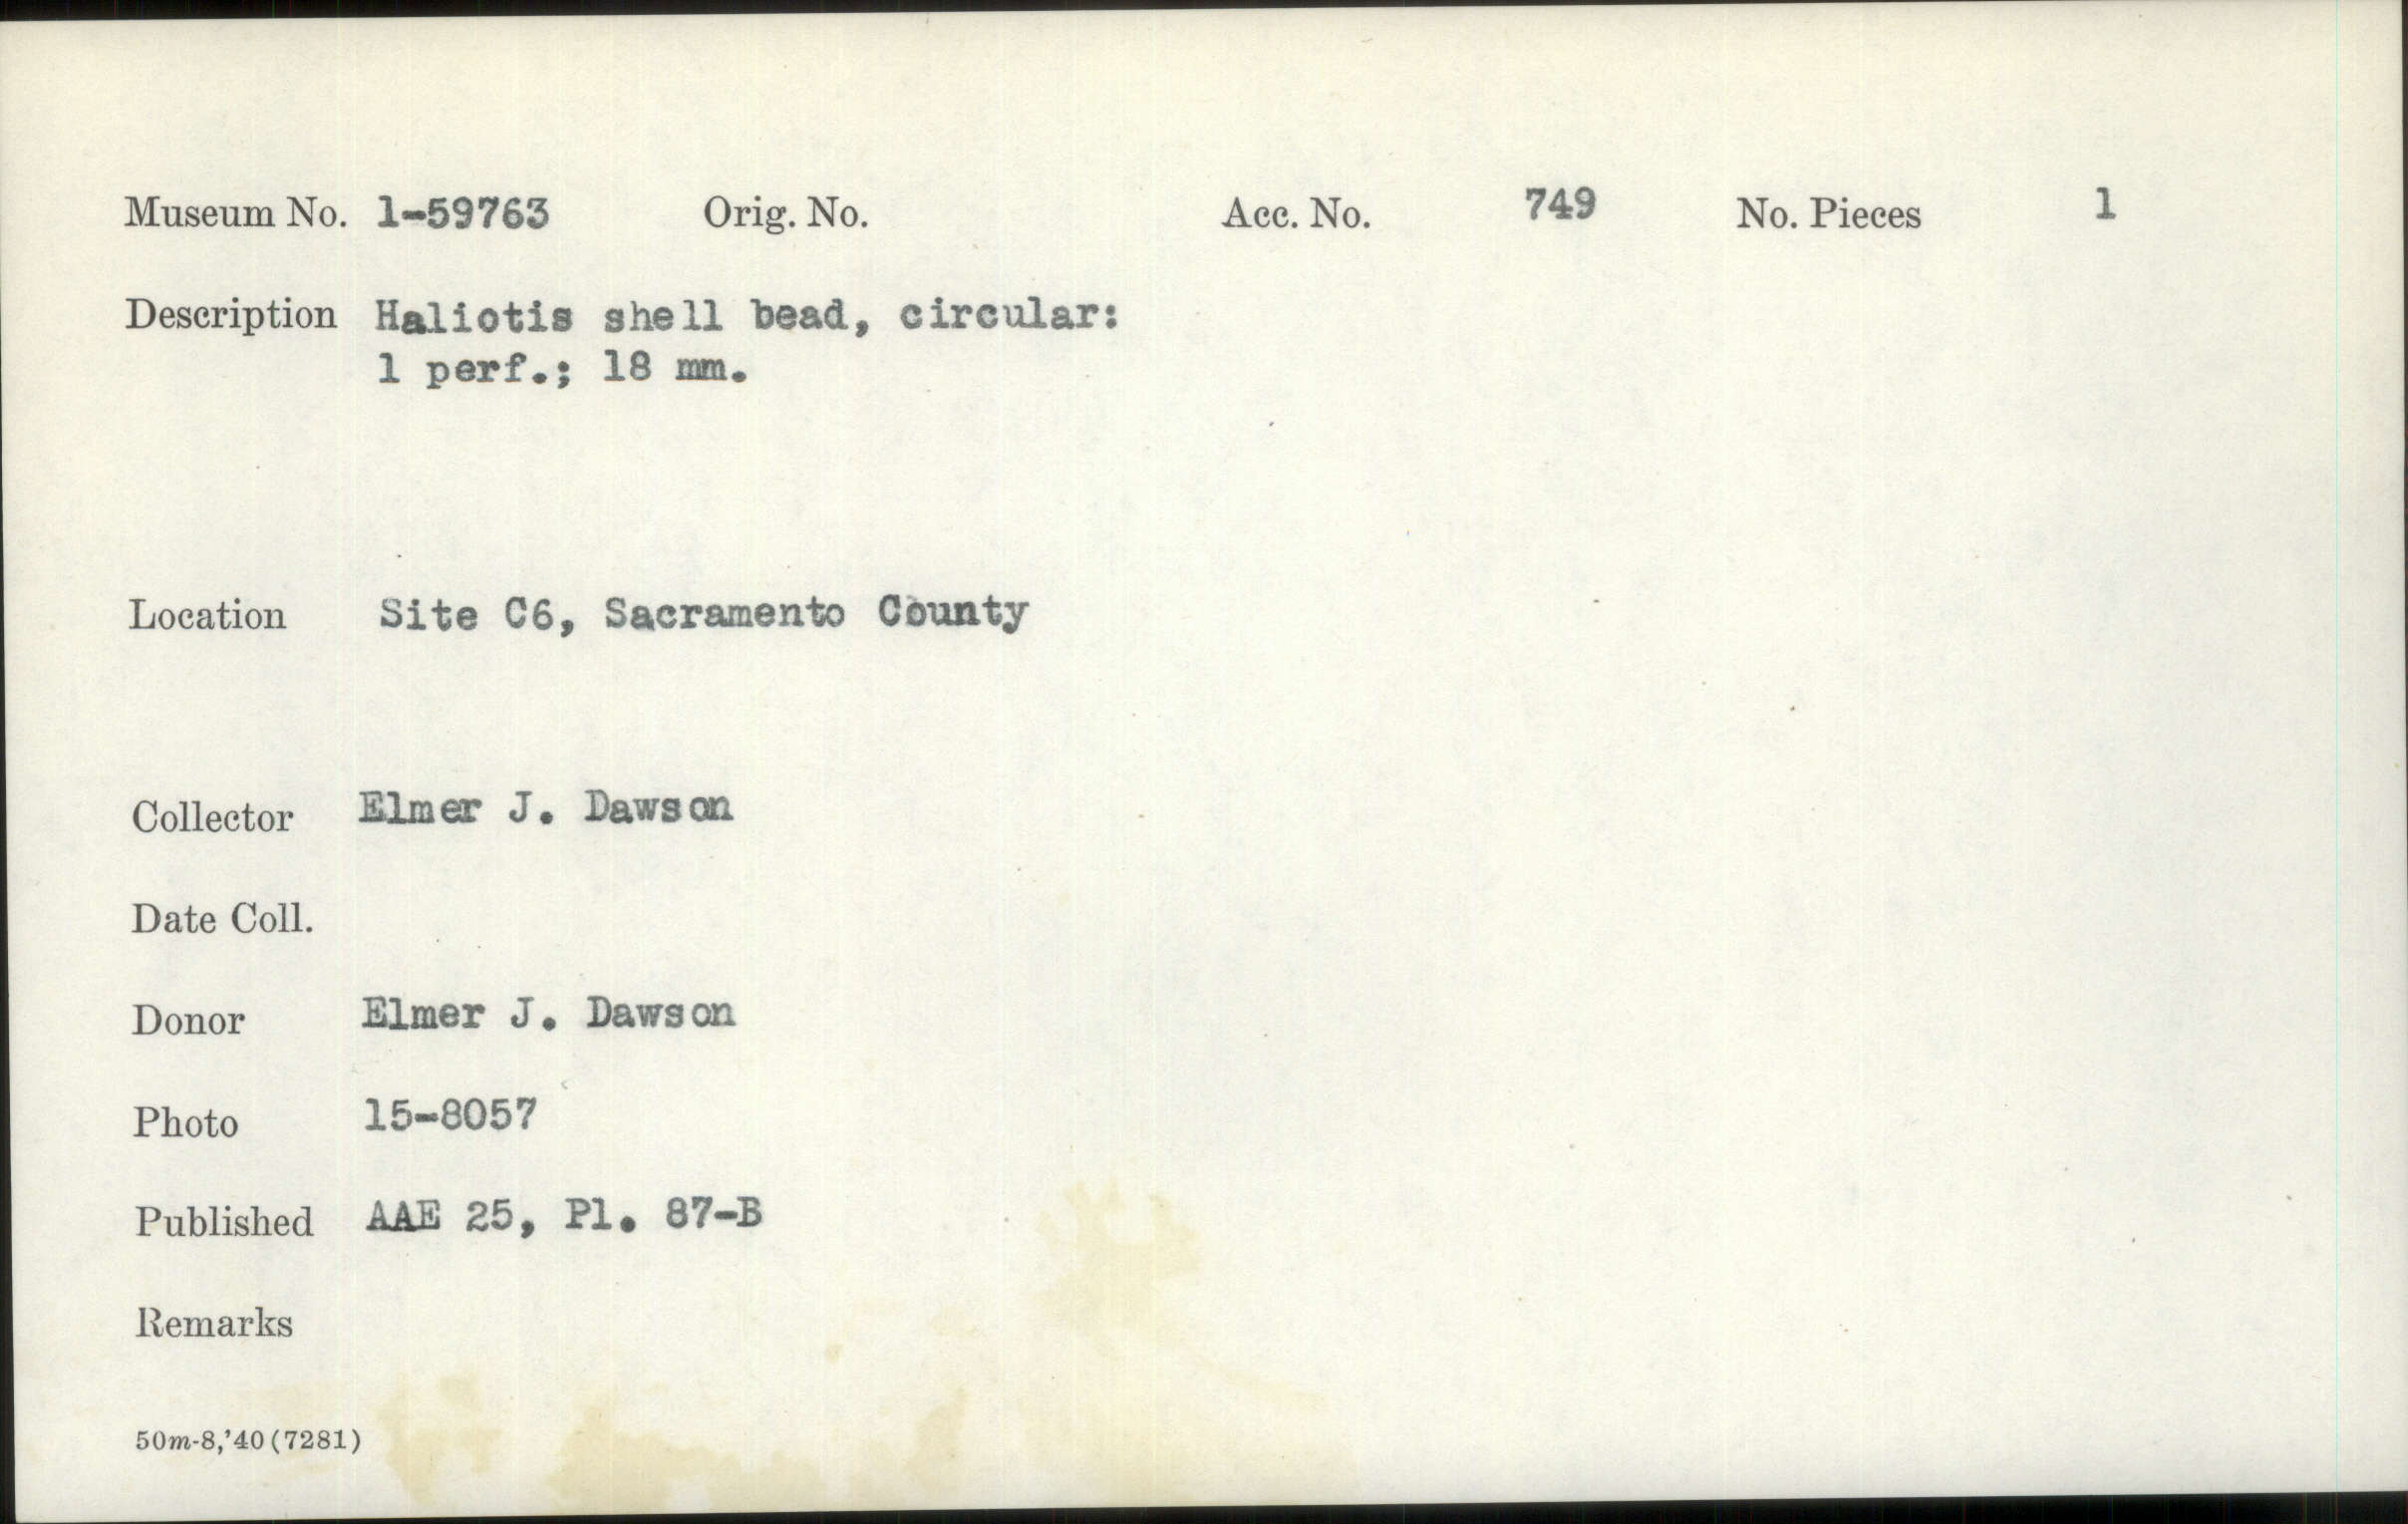 Museum No. 1-59763 Orig. No. Acc. No. 749 No. Pieces 1
Description Haliotis shell bead, circular:
1 perf.; 18 mm.
Location Site C6, Sacramento County
Collector Elmer J. Dawson
Date Coll.
Donor Elmer J. Dawson
Photo 15-8057
Published AAE 25, Pl. 87-B
Remarks
50m-8,'40(7281)